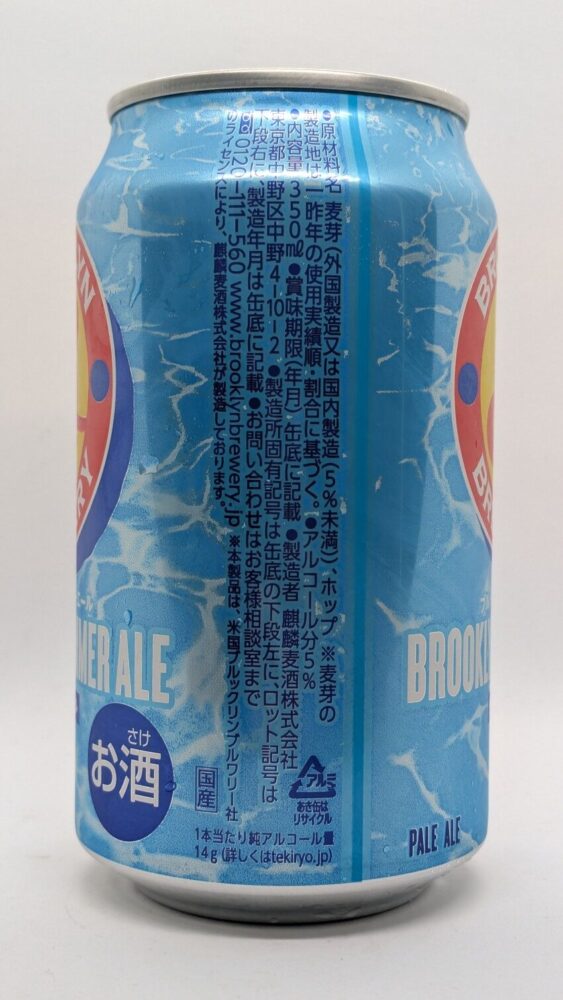 ●原材料名 麦芽(外国製造又は国内製造(5%未満))、ホップ ※麦芽の
製造地は一昨年の使用実績順・割合に基づく。●アルコール分5%
●内容量 350㎖ ●賞味期限(年月) 缶底に記載 ●製造者 麒麟麦酒株式会社
東京都中野区中野4-10-2 ●製造所固有記号は缶底の下段左に、ロット記号は
下段右に、製造年月は缶底に記載 ●お問い合わせはお客様相談室まで
0120-111-560 www.brooklynbrewery.jp ※本製品は、米国ブルックリンブルワリー社
のライセンスにより、麒麟麦酒株式会社が製造しております。
国産
アルミ
あき缶は
リサイクル
1本当たり純アルコール量
14g (詳しくはtekiryo.jp)
さけ
お酒
MER ALE
BROOK
PALE ALE